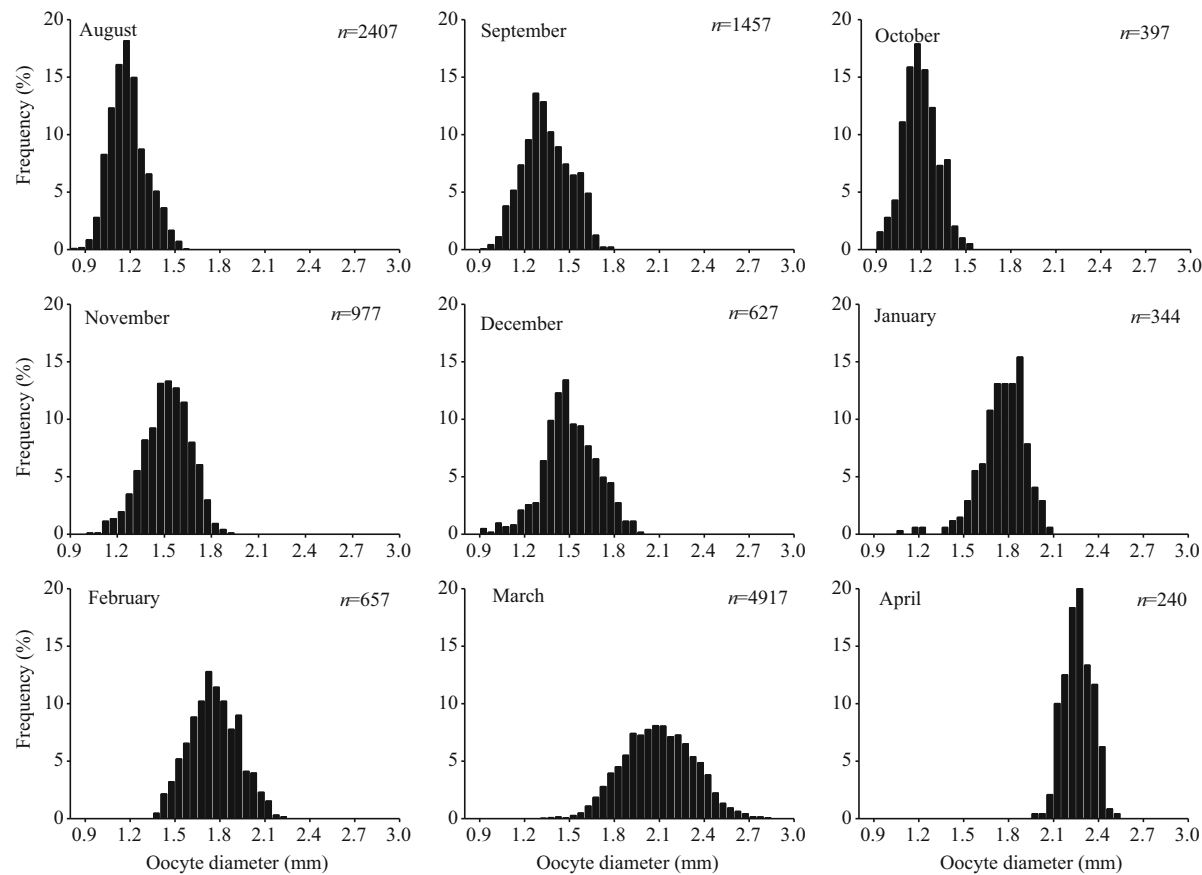 August n=2407
September n=1457
October n=397
Frequency (%)
20 15 10 5 0
0.9 1.2 1.5 1.8 2.1 2.4 2.7 3.0
20 15 10 5 0
0.9 1.2 1.5 1.8 2.1 2.4 2.7 3.0
20 15 10 5 0
0.9 1.2 1.5 1.8 2.1 2.4 2.7 3.0
November n=977
December n=627
January n=344
Frequency (%)
20 15 10 5 0
0.9 1.2 1.5 1.8 2.1 2.4 2.7 3.0
20 15 10 5 0
0.9 1.2 1.5 1.8 2.1 2.4 2.7 3.0
20 15 10 5 0
0.9 1.2 1.5 1.8 2.1 2.4 2.7 3.0
February n=657
March n=4917
April n=240
Frequency (%)
20 15 10 5 0
0.9 1.2 1.5 1.8 2.1 2.4 2.7 3.0
20 15 10 5 0
0.9 1.2 1.5 1.8 2.1 2.4 2.7 3.0
20 15 10 5 0
0.9 1.2 1.5 1.8 2.1 2.4 2.7 3.0
Oocyte diameter (mm)
Oocyte diameter (mm)
Oocyte diameter (mm)